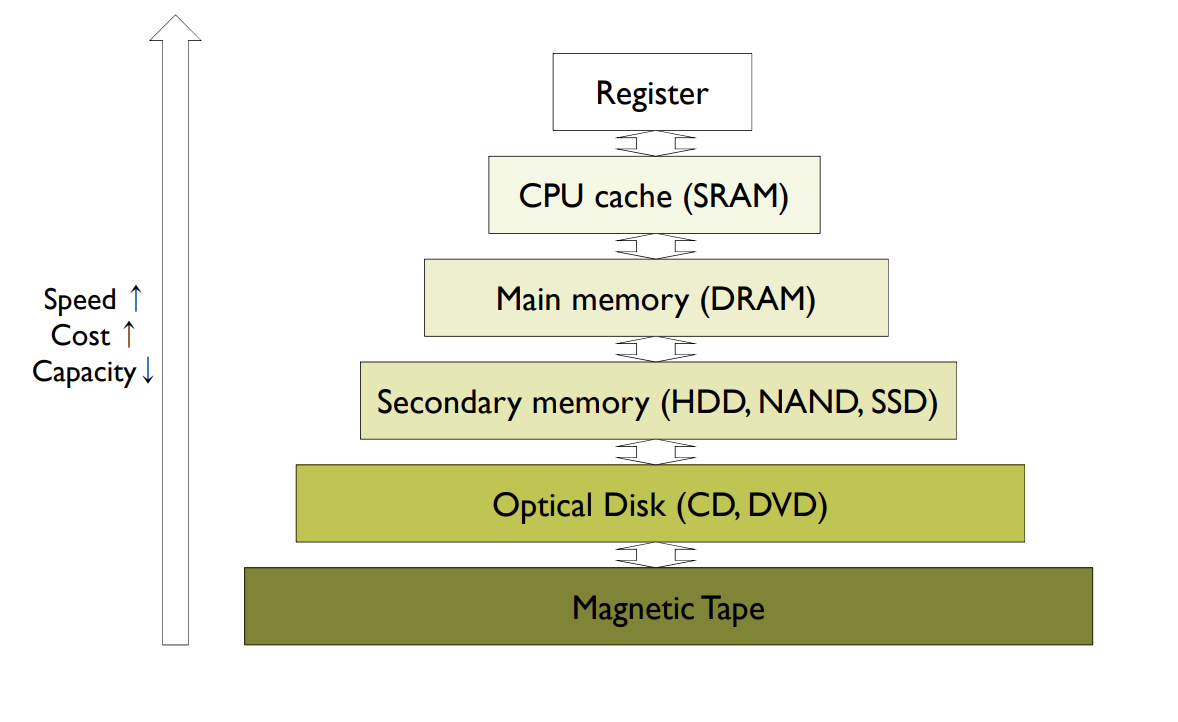 Register
CPU cache (SRAM)
Main memory (DRAM)
Speed ↑
Cost ↑
Capacity↓
Secondary memory (HDD, NAND, SSD)
Optical Disk (CD, DVD)
Magnetic Tape